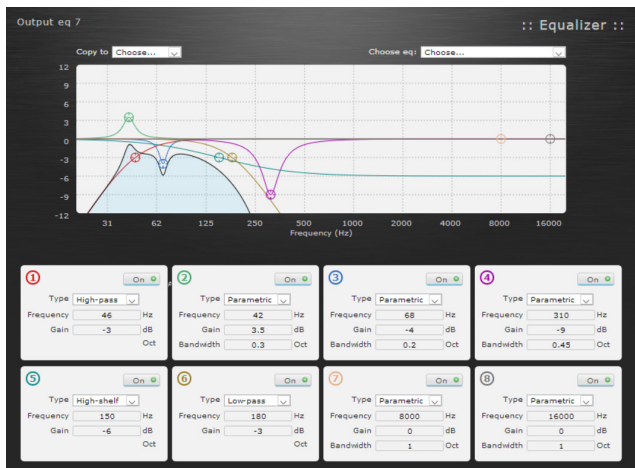 Output eq 7
:: Equalizer ::
Copy to Choose...
Choose eq: Choose...
12
9
6
3
0
-3
-6
-9
-12
31 62 125 250 500 1000 2000 4000 8000 16000
Frequency (Hz)
1 On
Type High-pass
Frequency 46 Hz
Gain -3 dB
Oct
2 On
Type Parametric
Frequency 42 Hz
Gain 3.5 dB
Bandwidth 0.3 Oct
3 On
Type Parametric
Frequency 68 Hz
Gain -4 dB
Bandwidth 0.2 Oct
4 On
Type Parametric
Frequency 310 Hz
Gain -9 dB
Bandwidth 0.45 Oct
5 On
Type High-shelf
Frequency 150 Hz
Gain -6 dB
Oct
6 On
Type Low-pass
Frequency 180 Hz
Gain -3 dB
Oct
7 On
Type Parametric
Frequency 8000 Hz
Gain 0 dB
Bandwidth 1 Oct
8 On
Type Parametric
Frequency 16000 Hz
Gain 0 dB
Bandwidth 1 Oct